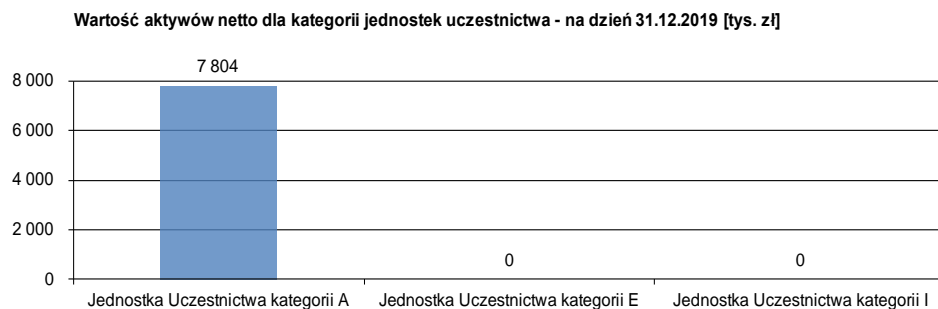 Wartość aktywów netto dla kategorii jednostek uczestnictwa - na dzień 31.12.2019 [tys. zł]
7 804
8 000
6 000
4 000
2 000
0
0
0
Jednostka Uczestnictwa kategorii A
Jednostka Uczestnictwa kategorii E
Jednostka Uczestnictwa kategorii I